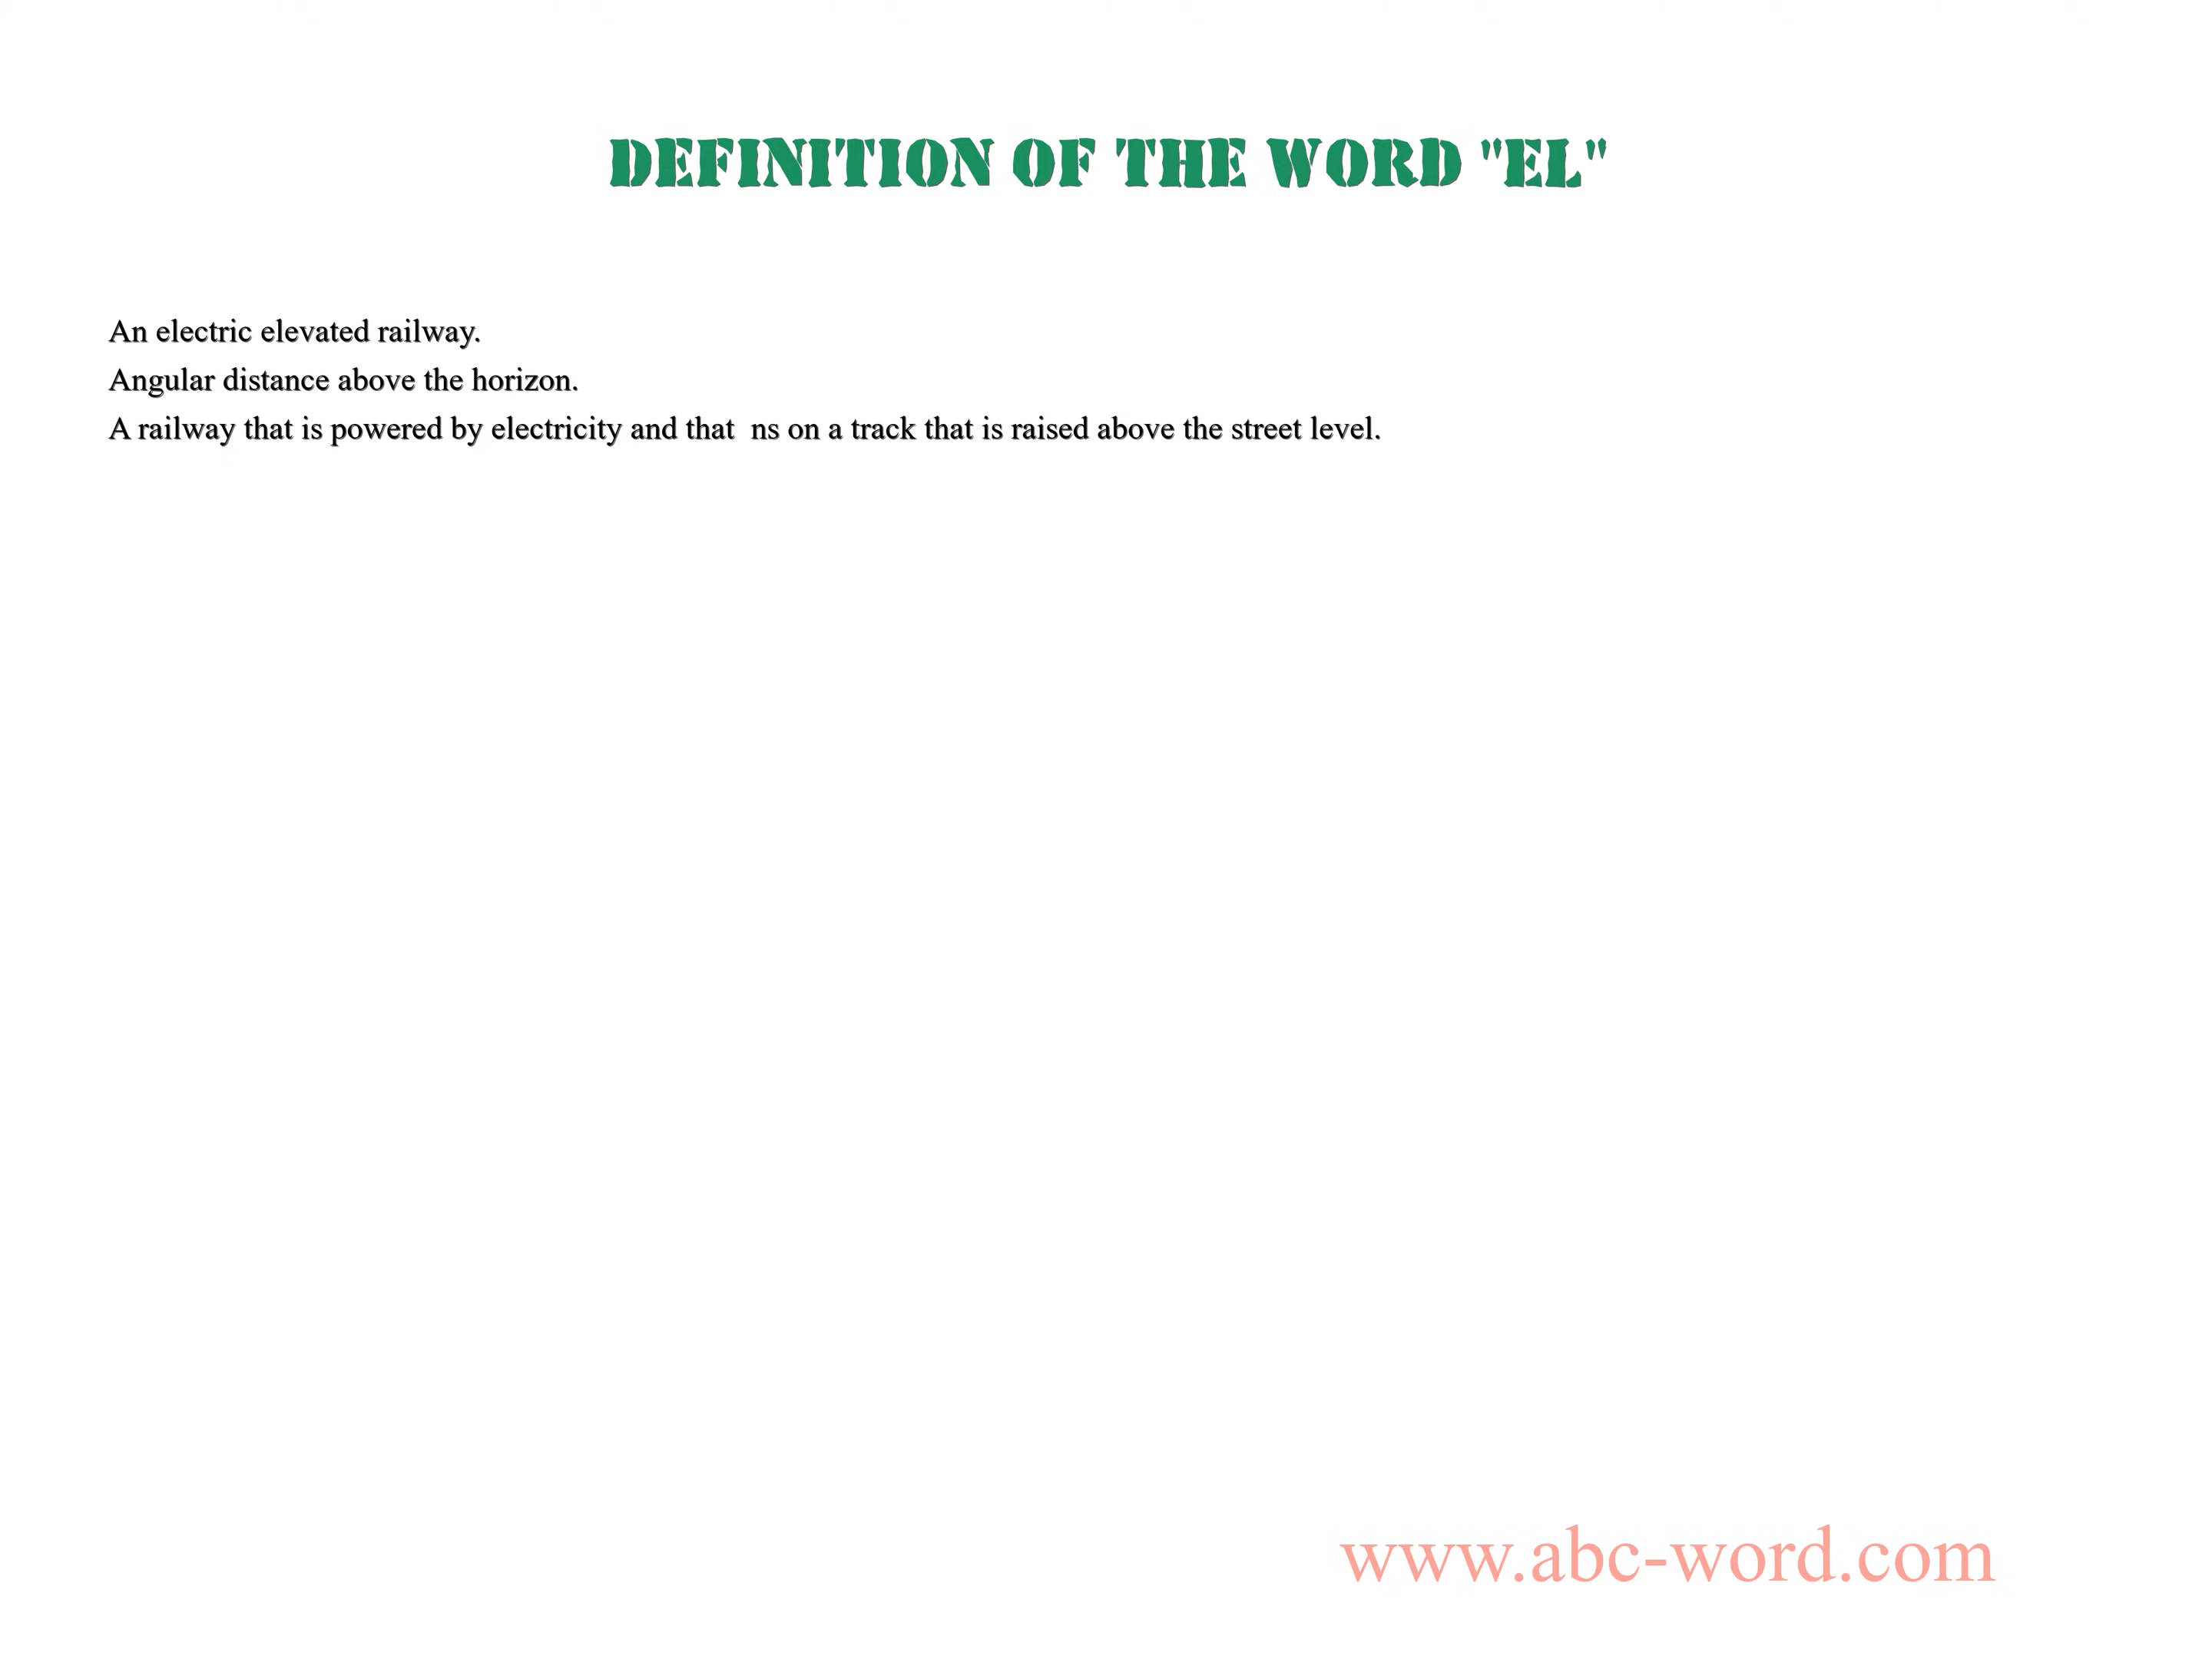 DEFINITION OF THE WORD "EL"
An electric elevated railway.
Angular distance above the horizon.
A railway that is powered by electricity and that  ns on a track that is raised above the street level.
www.abc-word.com